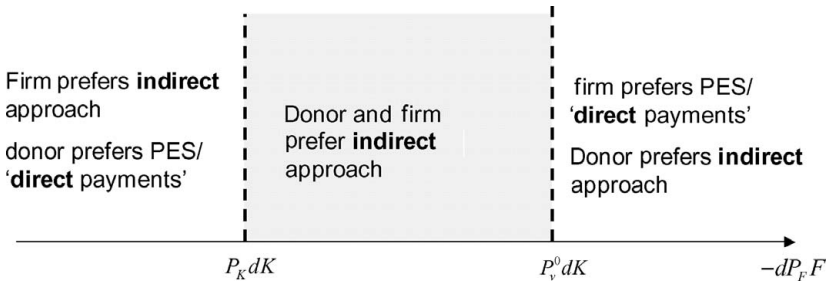 Firm prefers indirect
approach
donor prefers PES/
‘direct payments’
Donor and firm
prefer indirect
approach
firm prefers PES/
‘direct payments’
Donor prefers indirect
approach
P_K dK
P_v^0 dK
−dP_F F